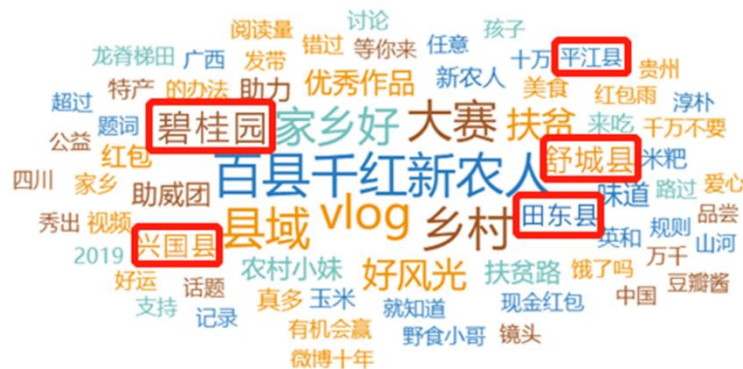 阅读量 讨论 孩子
龙脊梯田 广西 发带 错过 等你来 任意 十万 平江县 贵州
特产 的办法 助力 优秀作品 新农人 美食 红包雨 淳朴
超过 题词 碧桂园 家乡好 大赛 扶贫 来吃 千万不要
公益 红包 百县千红新农人 舒城县 米粑
四川 家乡 助威团 味道 路过 爱心
秀出 视频 兴国县 县域 vlog 乡村 田东县 英和 规则 品尝 山河
2019 农村小妹 好风光 扶贫路 饿了吗 万千
好运 话题 真多 玉米 就知道 现金红包 中国 豆瓣酱
支持 记录 有机会赢 野食小哥 镜头
微博十年